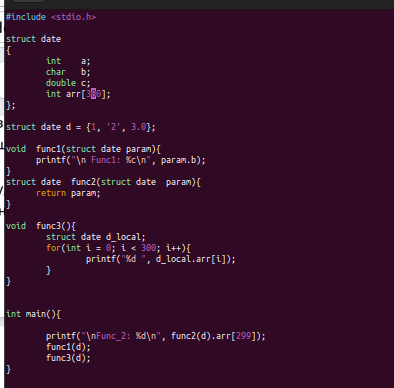 #include <stdio.h>
struct date
{
int a;
char b;
double c;
int arr[300];
};
struct date d = {1, '2', 3.0};
void func1(struct date param){
printf("\n Func1: %c\n", param.b);
}
struct date func2(struct date param){
return param;
}
void func3(){
struct date d_local;
for(int i = 0; i < 300; i++){
printf("%d ", d_local.arr[i]);
}
}
int main(){
printf("\nFunc_2: %d\n", func2(d).arr[299]);
func1(d);
func3(d);
}